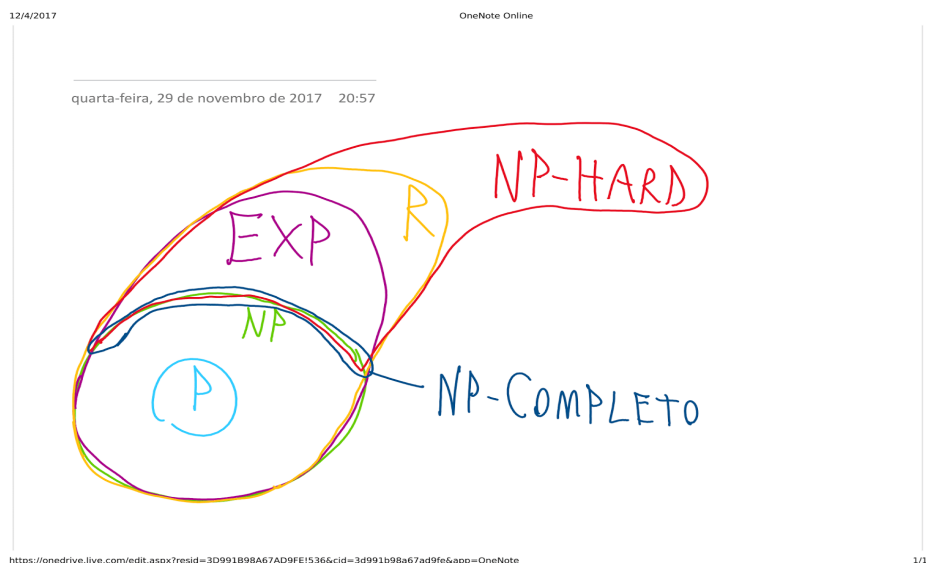 12/4/2017 OneNote Online
quarta-feira, 29 de novembro de 2017 20:57
NP-HARD
R
EXP
NP
P
NP-COMPLETO
https://onedrive.live.com/edit.aspx?resid=3D991B98A67AD9FE!536&cid=3d991b98a67ad9fe&app=OneNote 1/1